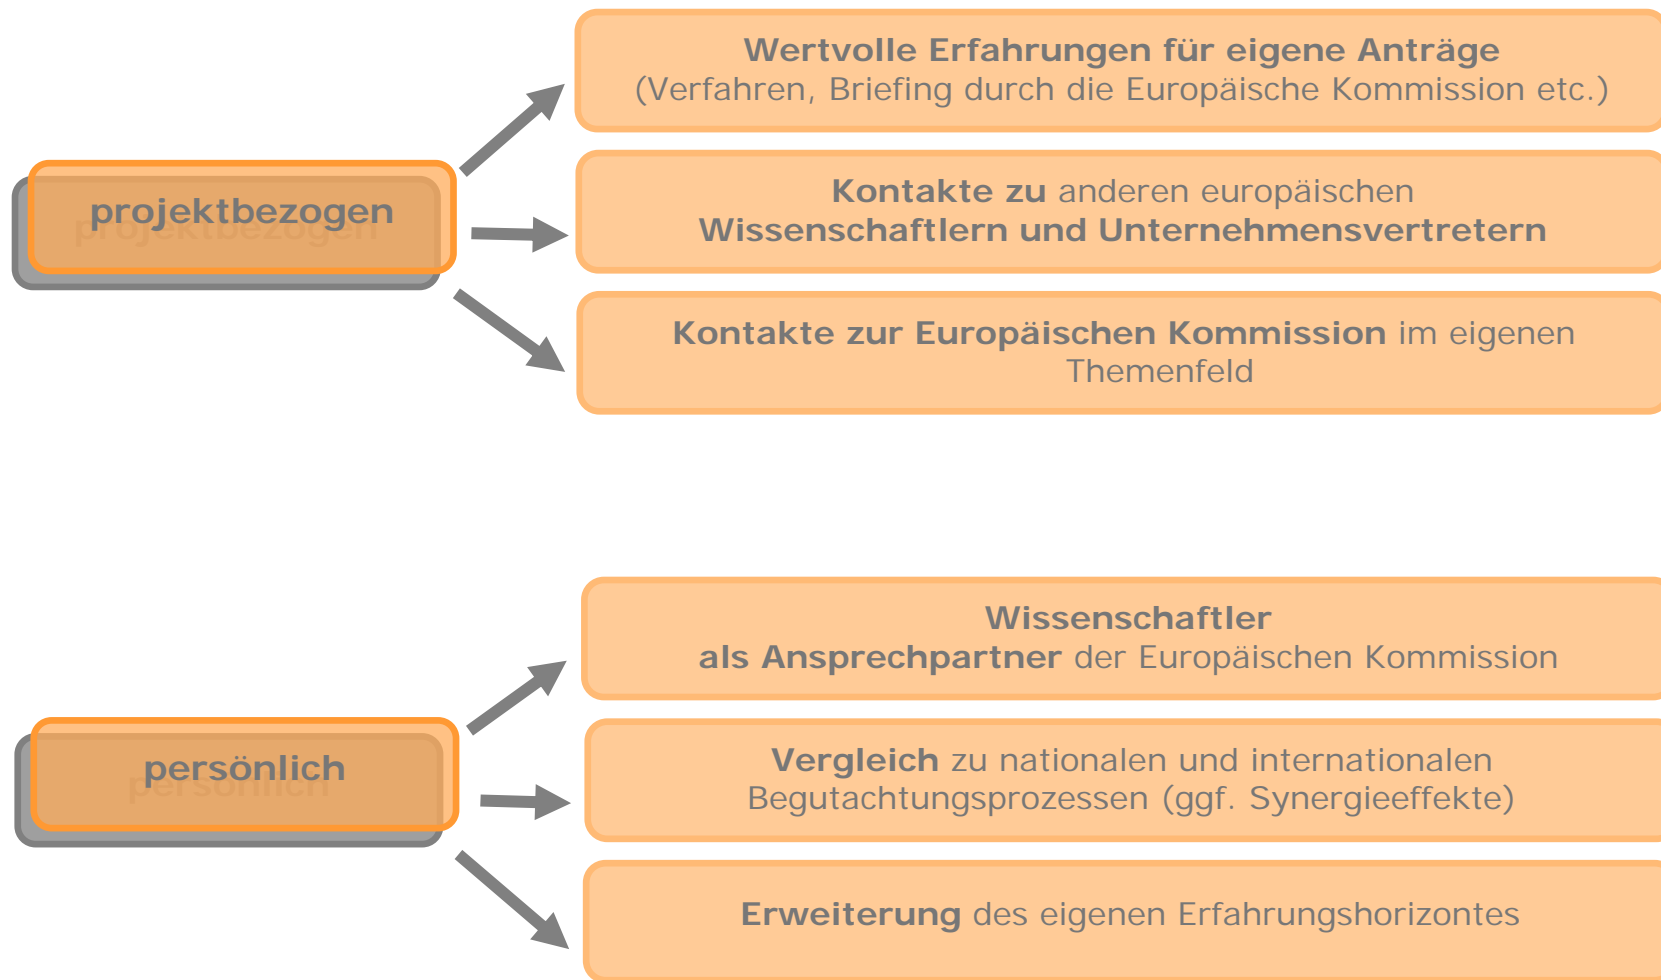 projektbezogen
Wertvolle Erfahrungen für eigene Anträge
(Verfahren, Briefing durch die Europäische Kommission etc.)
Kontakte zu anderen europäischen
Wissenschaftlern und Unternehmensvertretern
Kontakte zur Europäischen Kommission im eigenen
Themenfeld
persönlich
Wissenschaftler
als Ansprechpartner der Europäischen Kommission
Vergleich zu nationalen und internationalen
Begutachtungsprozessen (ggf. Synergieeffekte)
Erweiterung des eigenen Erfahrungshorizontes